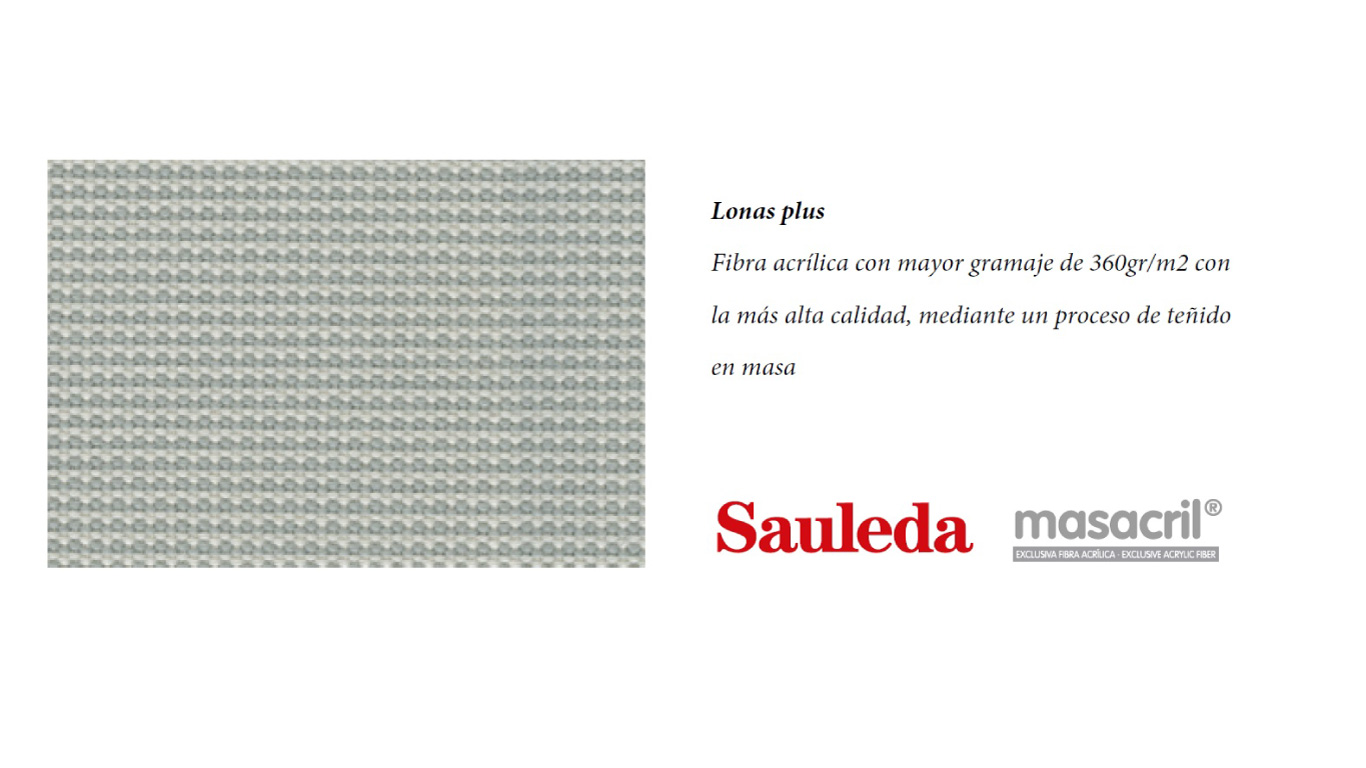 Lonas plus
Fibra acrílica con mayor gramaje de 360gr/m2 con
la más alta calidad, mediante un proceso de teñido
en masa
Sauleda
masacril®
EXCLUSIVA FIBRA ACRÍLICA · EXCLUSIVE ACRYLIC FIBER